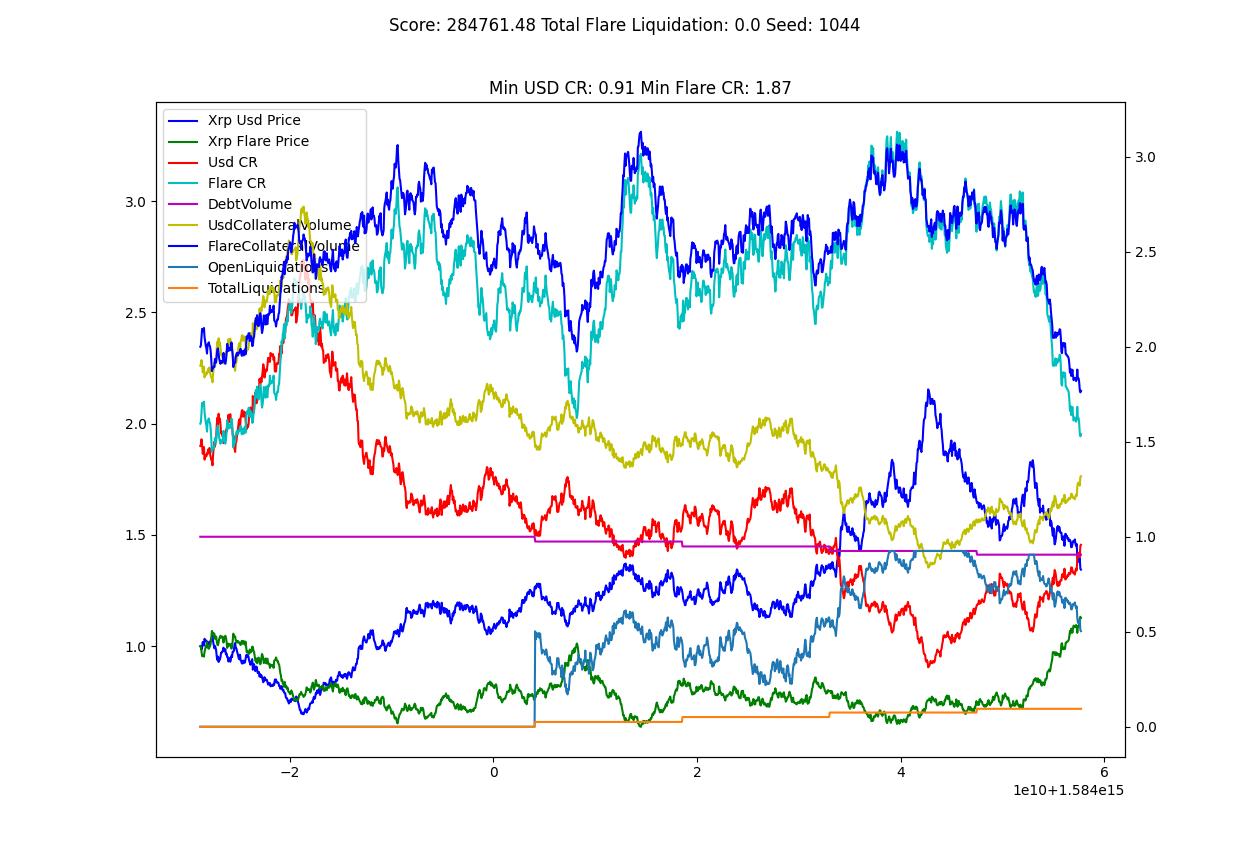 Score: 284761.48 Total Flare Liquidation: 0.0 Seed: 1044
Min USD CR: 0.91 Min Flare CR: 1.87
Xrp Usd Price
Xrp Flare Price
Usd CR
Flare CR
DebtVolume
UsdCollateralVolume
FlareCollateralVolume
OpenLiquidations
TotalLiquidations
3.0
2.5
2.0
1.5
1.0
3.0
2.5
2.0
1.5
1.0
0.5
0.0
−2
0
2
4
6
1e10+1.584e15